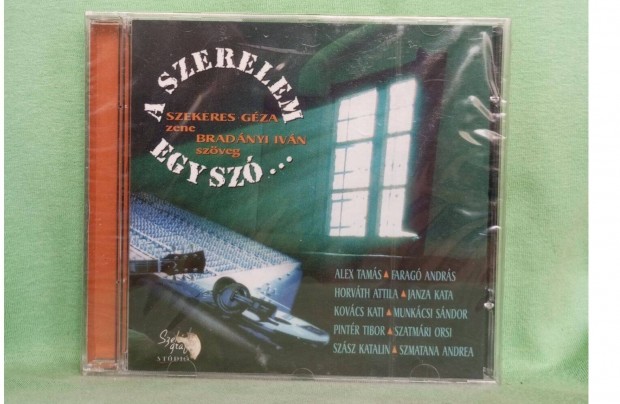 A SZERELEM
SZEKERES GÉZA
zene
BRADÁNYI IVÁN
szöveg
EGY SZÓ...
ALEX TAMÁS ▲ FARAGÓ ANDRÁS
HORVÁTH ATTILA ▲ JANZA KATA
KOVÁCS KATI ▲ MUNKÁCSI SÁNDOR
PINTÉR TIBOR ▲ SZATMÁRI ORSI
SZÁSZ KATALIN ▲ SZMATANA ANDREA
STUDIO